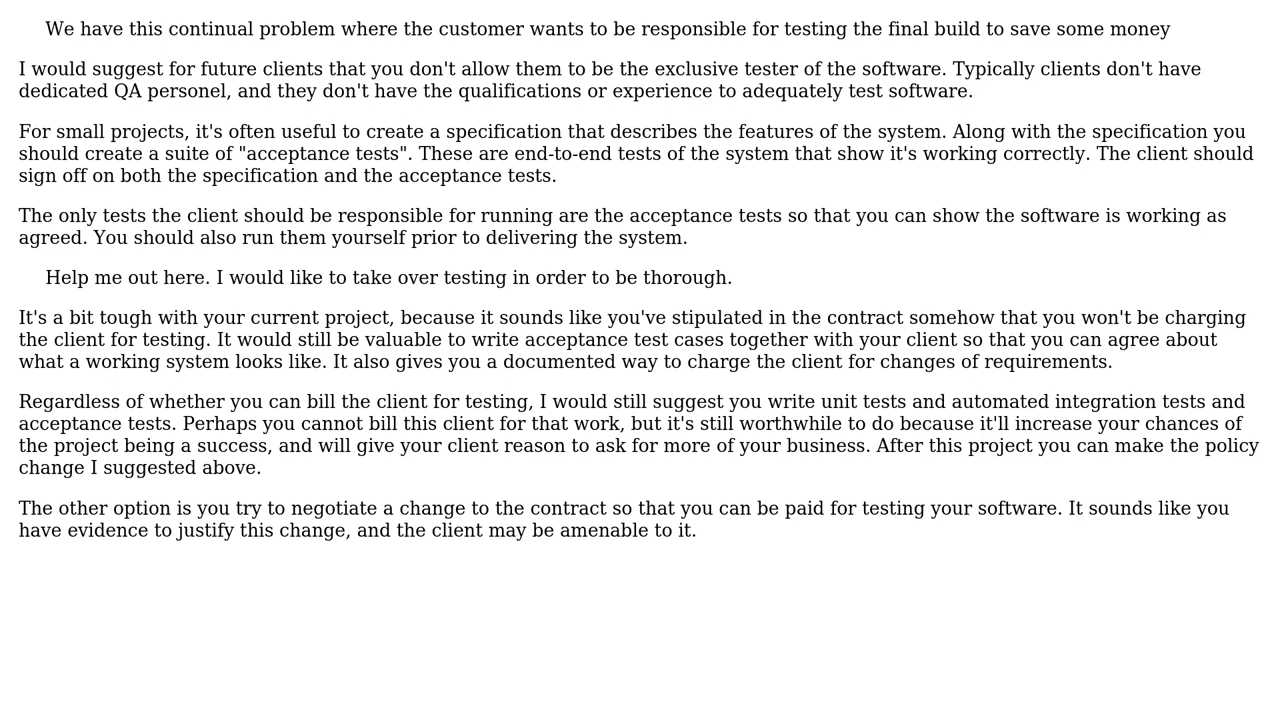 We have this continual problem where the customer wants to be responsible for testing the final build to save some money
I would suggest for future clients that you don't allow them to be the exclusive tester of the software. Typically clients don't have
dedicated QA personel, and they don't have the qualifications or experience to adequately test software.
For small projects, it's often useful to create a specification that describes the features of the system. Along with the specification you
should create a suite of "acceptance tests". These are end-to-end tests of the system that show it's working correctly. The client should
sign off on both the specification and the acceptance tests.
The only tests the client should be responsible for running are the acceptance tests so that you can show the software is working as
agreed. You should also run them yourself prior to delivering the system.
Help me out here. I would like to take over testing in order to be thorough.
It's a bit tough with your current project, because it sounds like you've stipulated in the contract somehow that you won't be charging
the client for testing. It would still be valuable to write acceptance test cases together with your client so that you can agree about
what a working system looks like. It also gives you a documented way to charge the client for changes of requirements.
Regardless of whether you can bill the client for testing, I would still suggest you write unit tests and automated integration tests and
acceptance tests. Perhaps you cannot bill this client for that work, but it's still worthwhile to do because it'll increase your chances of
the project being a success, and will give your client reason to ask for more of your business. After this project you can make the policy
change I suggested above.
The other option is you try to negotiate a change to the contract so that you can be paid for testing your software. It sounds like you
have evidence to justify this change, and the client may be amenable to it.